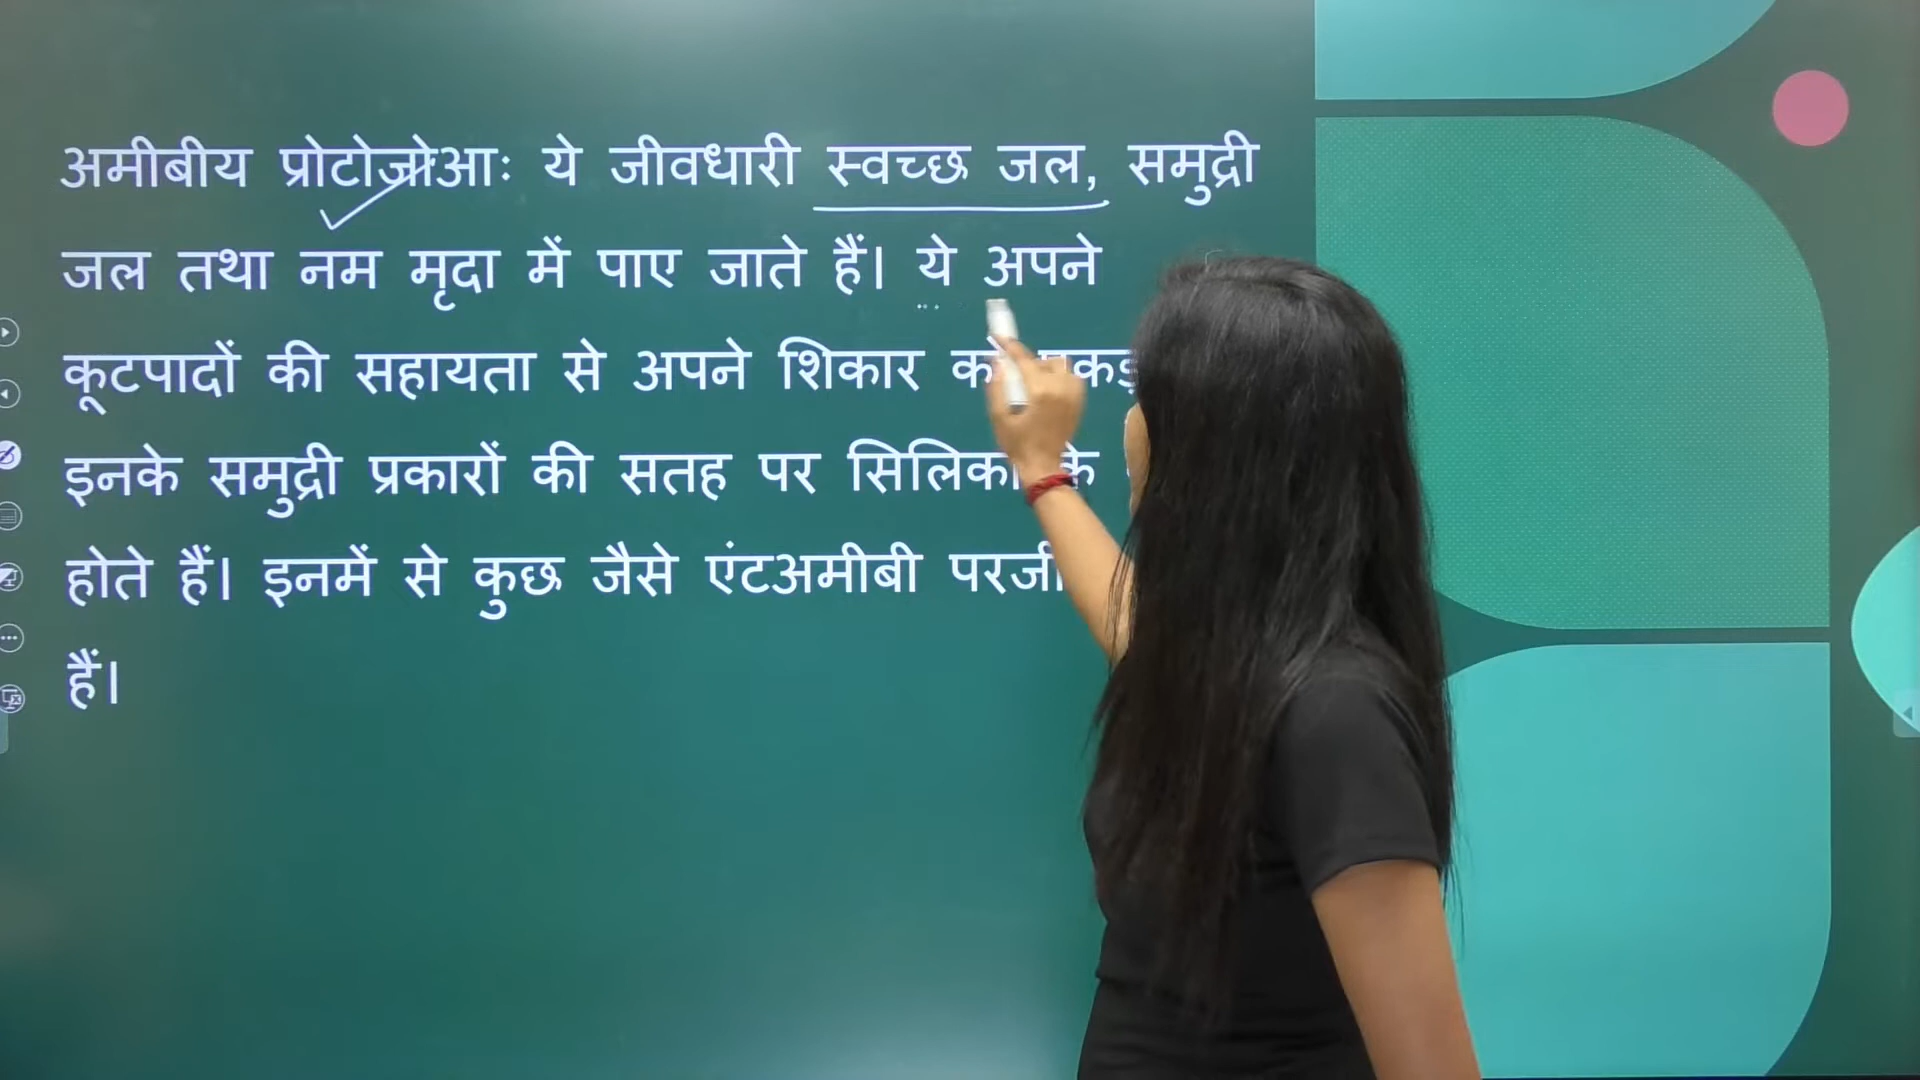 अमीबीय प्रोटोजोआः ये जीवधारी स्वच्छ जल, समुद्री
जल तथा नम मृदा में पाए जाते हैं। ये अपने
कूटपादों की सहायता से अपने शिकार
इनके समुद्री प्रकारों की सतह पर सिलिका के
होते हैं। इनमें से कुछ जैसे एंटअमीबी
हैं।